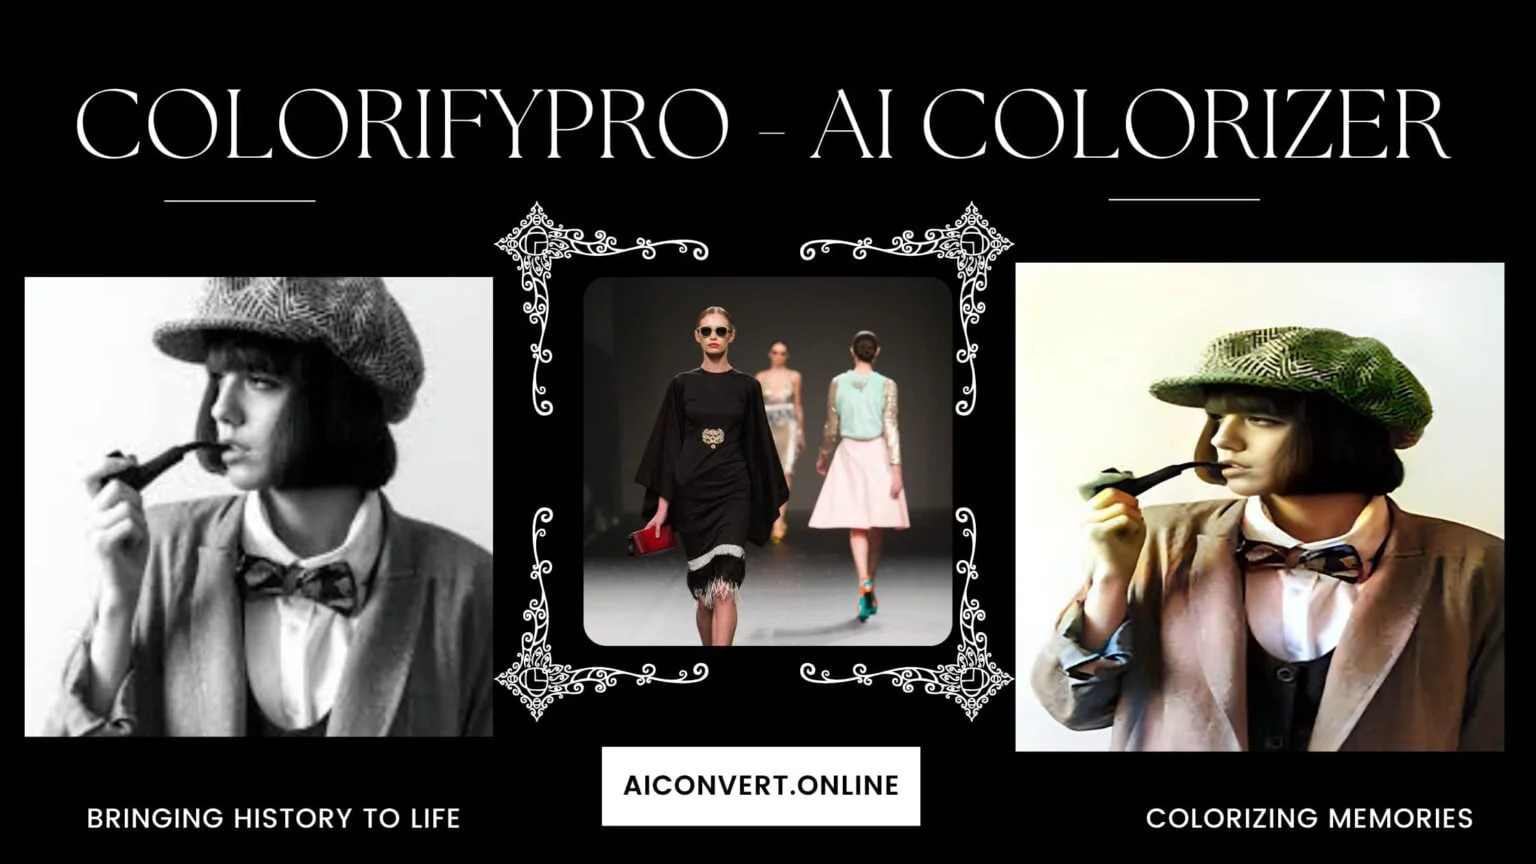 COLORIFYPRO - AI COLORIZER
BRINGING HISTORY TO LIFE
AICONVERT.ONLINE
COLORIZING MEMORIES